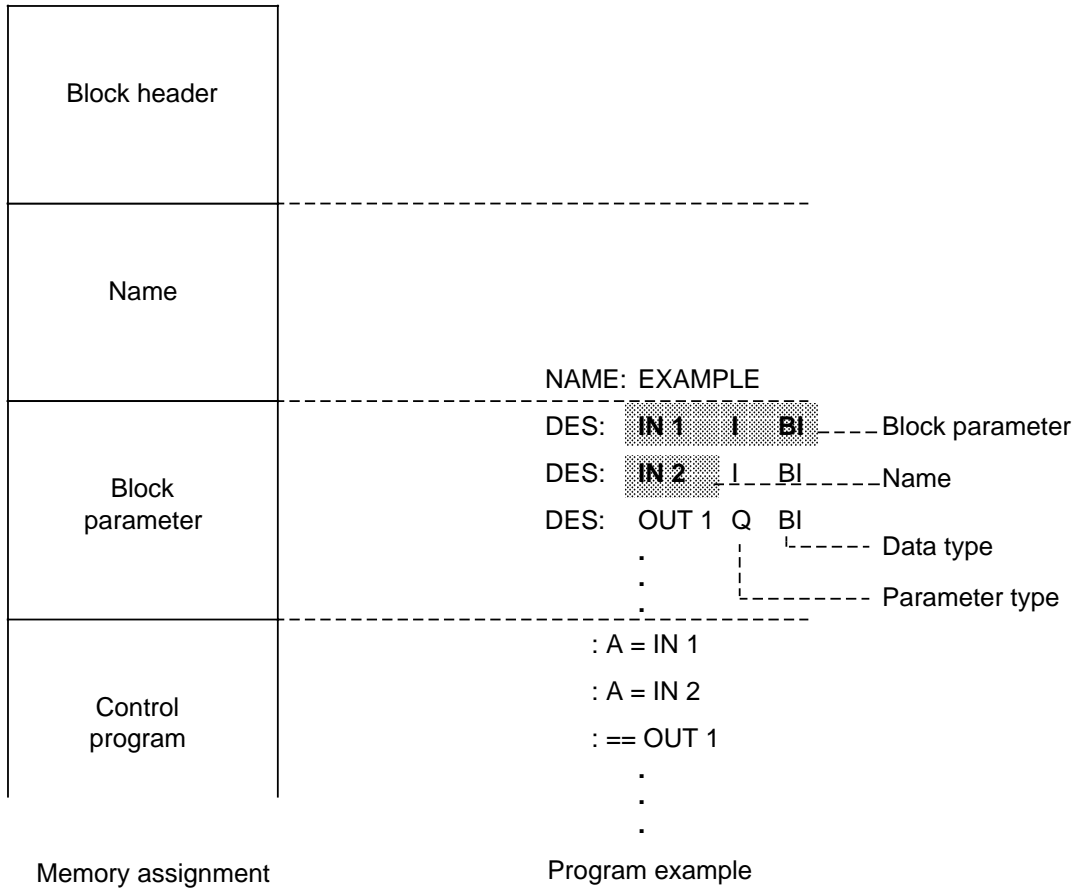 Block header
Name
NAME: EXAMPLE
DES: IN 1 I BI Block parameter
DES: IN 2 I BI Name
Block
parameter
DES: OUT 1 Q BI
Data type
.
.
Parameter type
.
: A = IN 1
: A = IN 2
Control
program
: == OUT 1
.
.
.
Memory assignment
Program example